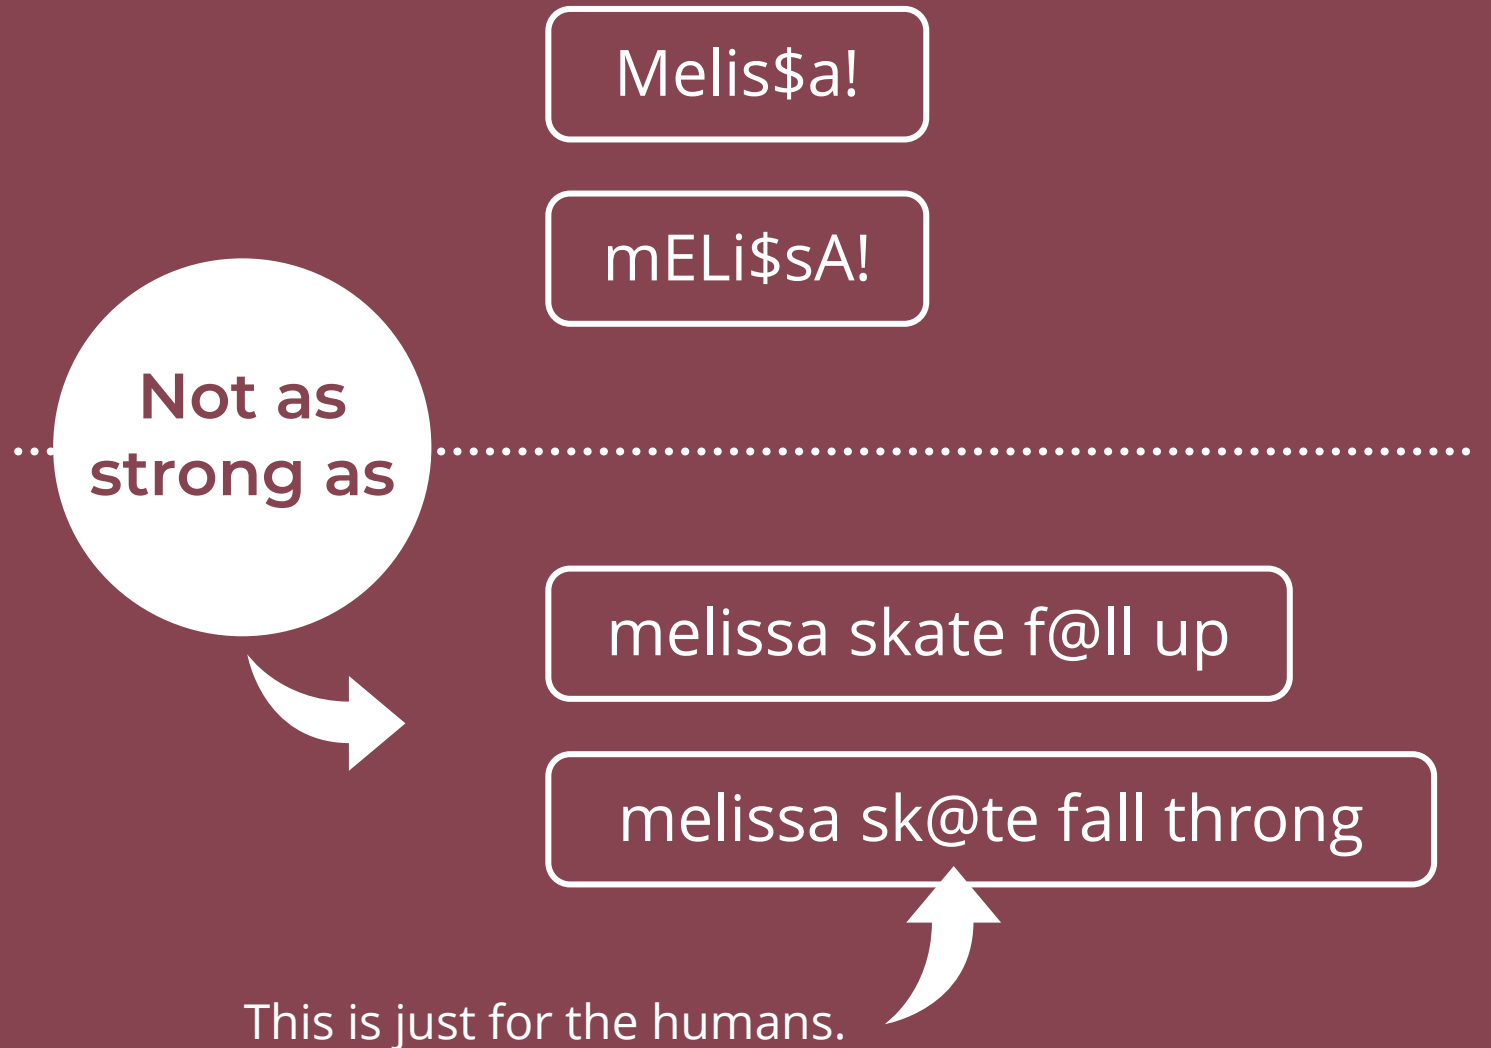 Melis$a!
mELi$sA!
Not as
strong as
melissa skate f@ll up
melissa sk@te fall throng
This is just for the humans.